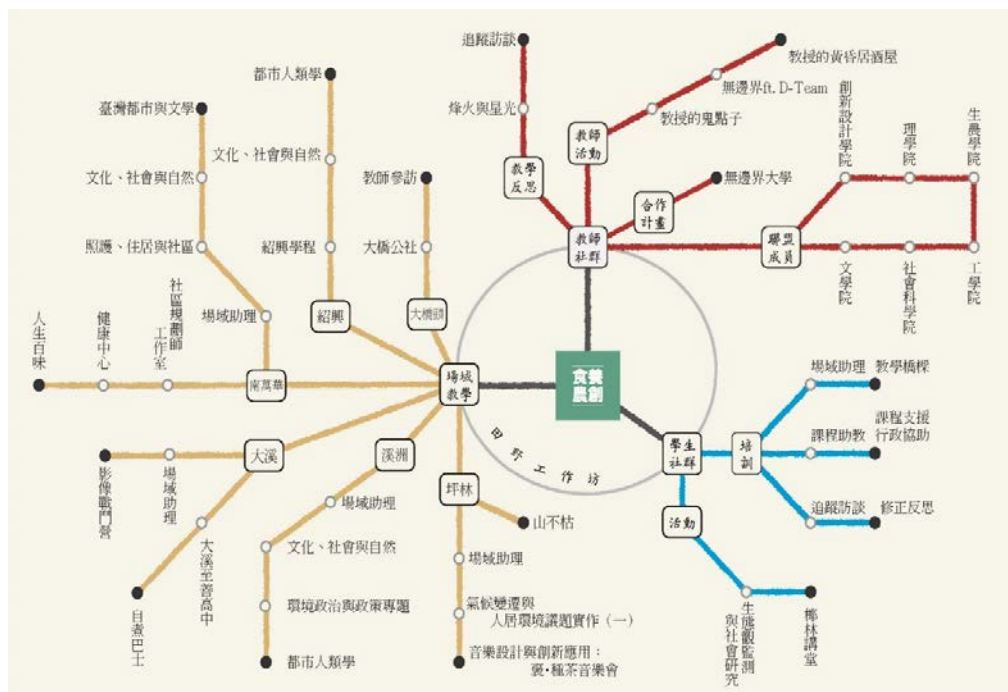 追蹤訪談
烽火與星光
教學
反思
教授的黃昏居酒屋
無邊界ft. D-Team
教授的鬼點子
教師
活動
無邊界大學
合作
計畫
教師
社群
聯盟
成員
創新設計學院
理學院
生農學院
文學院
社會科學院
工學院
都市人類學
文化、社會與自然
紹興學程
紹興
臺灣都市與文學
文化、社會與自然
照護、住居與社區
場域助理
教師參訪
大橋公社
大橋頭
人生百味
健康中心
社區規劃師
工作室
南萬華
場域
教學
食養
農創
田野工作坊
大溪
場域助理
影像戰鬥營
大溪至善高中
自煮巴士
溪洲
場域助理
文化、社會與自然
環境政治與政策專題
都市人類學
坪林
山不枯
場域助理
氣候變遷與
人居環境議題實作（一）
音樂設計與創新應用：
裛‧種茶音樂會
學生
社群
培訓
場域助理
教學橋樑
課程助教
課程支援
行政協助
追蹤訪談
修正反思
活動
生態觀監測
與社會研究
椰林講堂